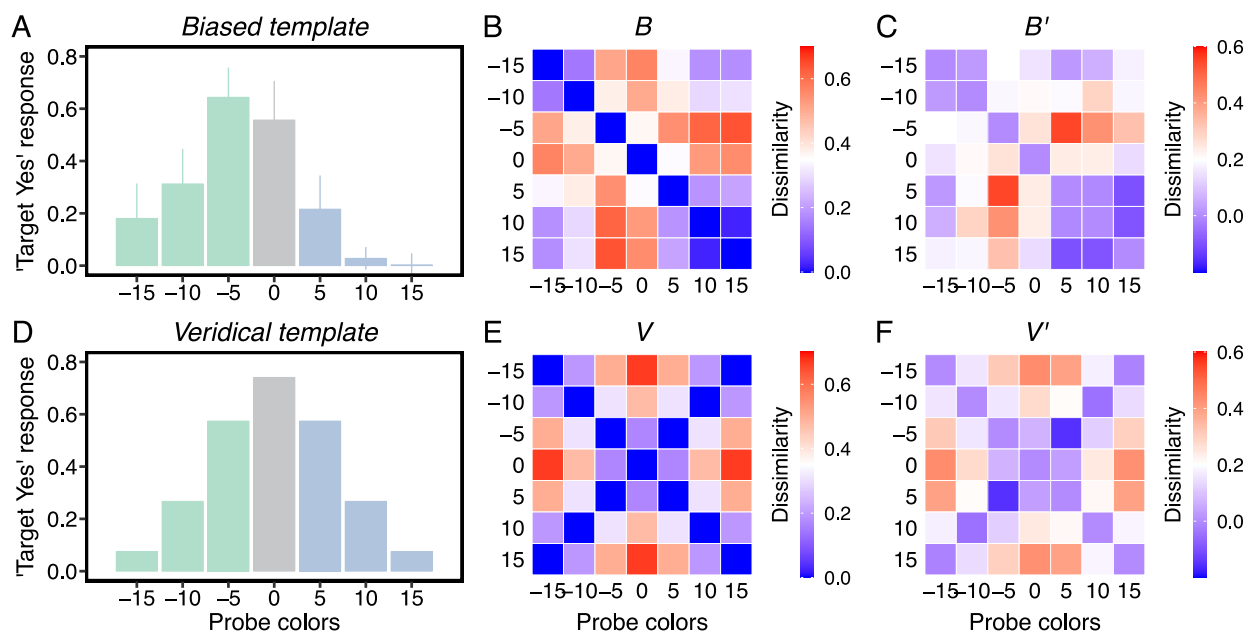 A
Biased template
'Target Yes' response
0.8
0.6
0.4
0.2
0.0
−15 −10 −5 0 5 10 15
B
B
−15
−10
−5
0
5
10
15
−15 −10 −5 0 5 10 15
Dissimilarity
0.6
0.4
0.2
0.0
C
B'
−15
−10
−5
0
5
10
15
−15 −10 −5 0 5 10 15
Dissimilarity
0.6
0.4
0.2
0.0
D
Veridical template
'Target Yes' response
0.8
0.6
0.4
0.2
0.0
−15 −10 −5 0 5 10 15
Probe colors
E
V
−15
−10
−5
0
5
10
15
−15 −10 −5 0 5 10 15
Probe colors
Dissimilarity
0.6
0.4
0.2
0.0
F
V'
−15
−10
−5
0
5
10
15
−15 −10 −5 0 5 10 15
Probe colors
Dissimilarity
0.6
0.4
0.2
0.0